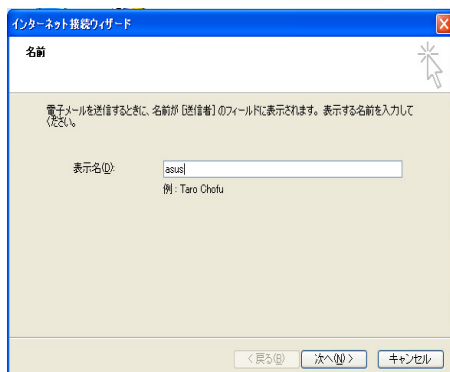 インターネット接続ウィザード
名前
電子メールを送信するときに、名前が [送信者] のフィールドに表示されます。表示する名前を入力して
ください。
表示名(D): asus
例 : Taro Chofu
< 戻る(B) 次へ(N) > キャンセル